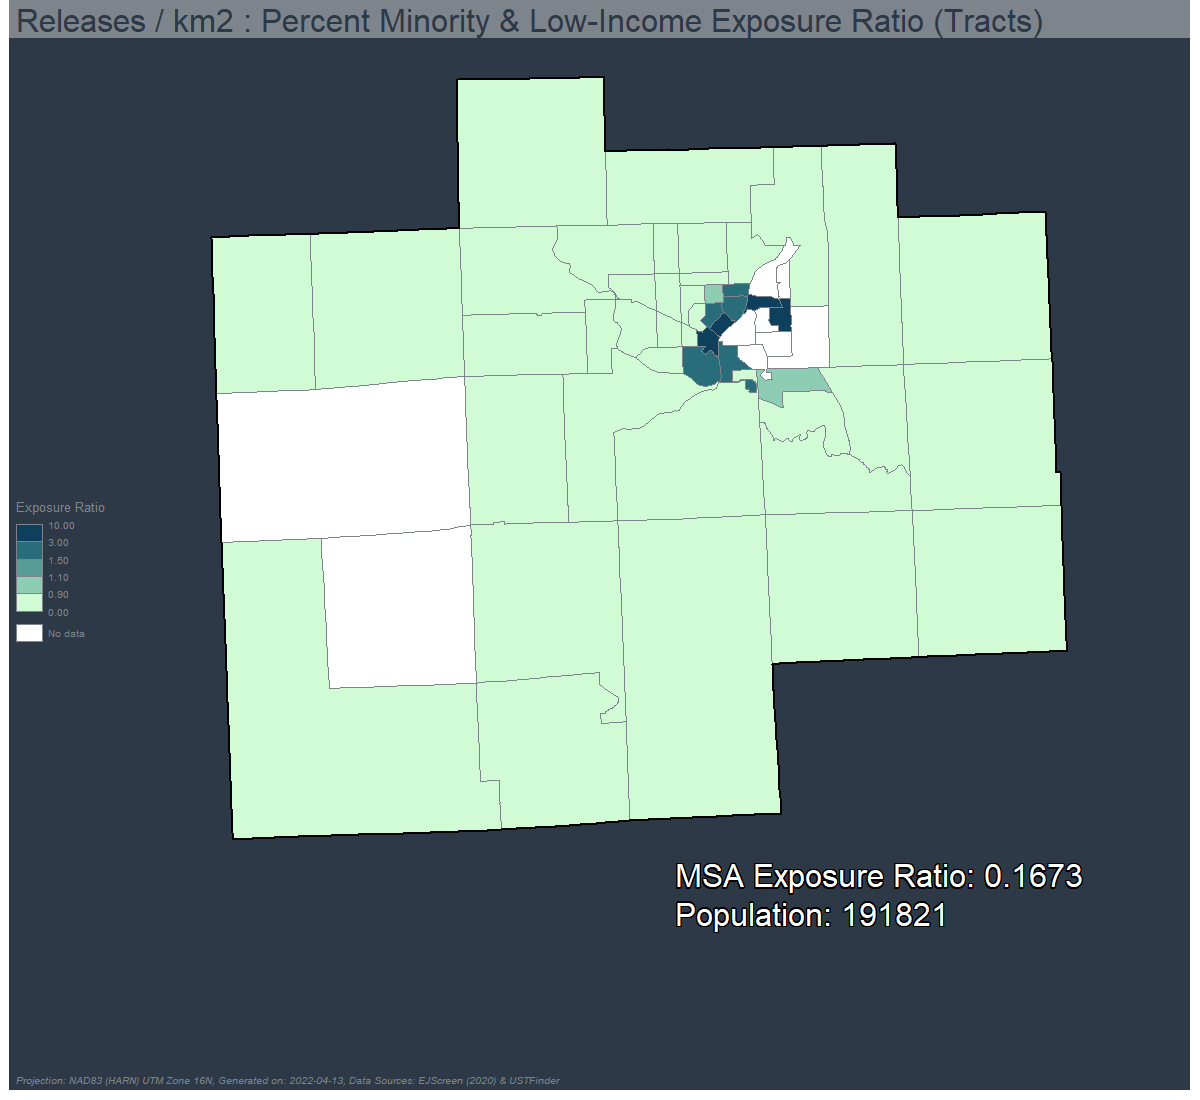 Releases / km2 : Percent Minority & Low-Income Exposure Ratio (Tracts)
Exposure Ratio
10.00
3.00
1.50
1.10
0.90
0.00
No data
MSA Exposure Ratio: 0.1673
Population: 191821
Projection: NAD83 (HARN) UTM Zone 16N, Generated on: 2022-04-13, Data Sources: EJScreen (2020) & USTFinder